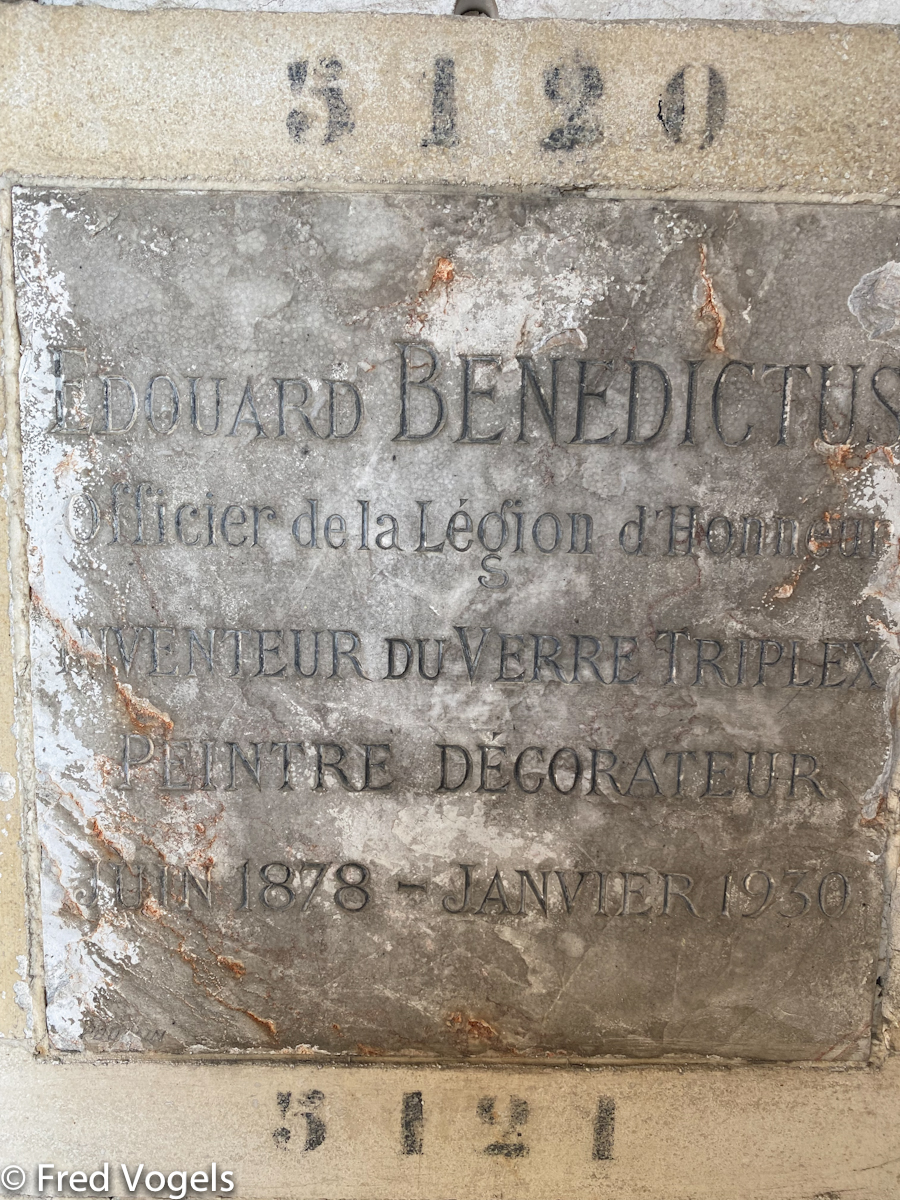 5120
EDOUARD BENEDICTUS
Officier de la Légion d'Honneur
S
INVENTEUR DU VERRE TRIPLEX
PEINTRE DÉCORATEUR
JUIN 1878 - JANVIER 1930
5121
© Fred Vogels